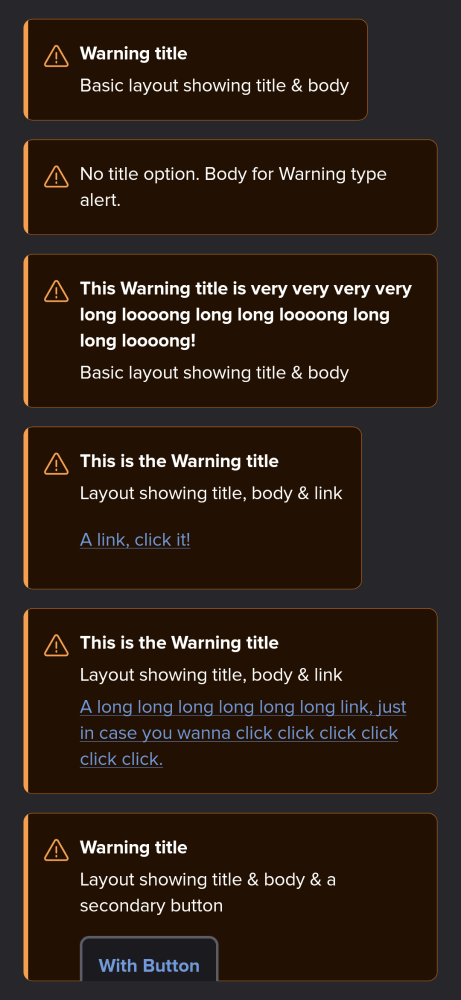 Warning title
Basic layout showing title & body
No title option. Body for Warning type
alert.
This Warning title is very very very very
long loooong long long loooong long
long loooong!
Basic layout showing title & body
This is the Warning title
Layout showing title, body & link
A link, click it!
This is the Warning title
Layout showing title, body & link
A long long long long long long link, just
in case you wanna click click click click
click click.
Warning title
Layout showing title & body & a
secondary button
With Button